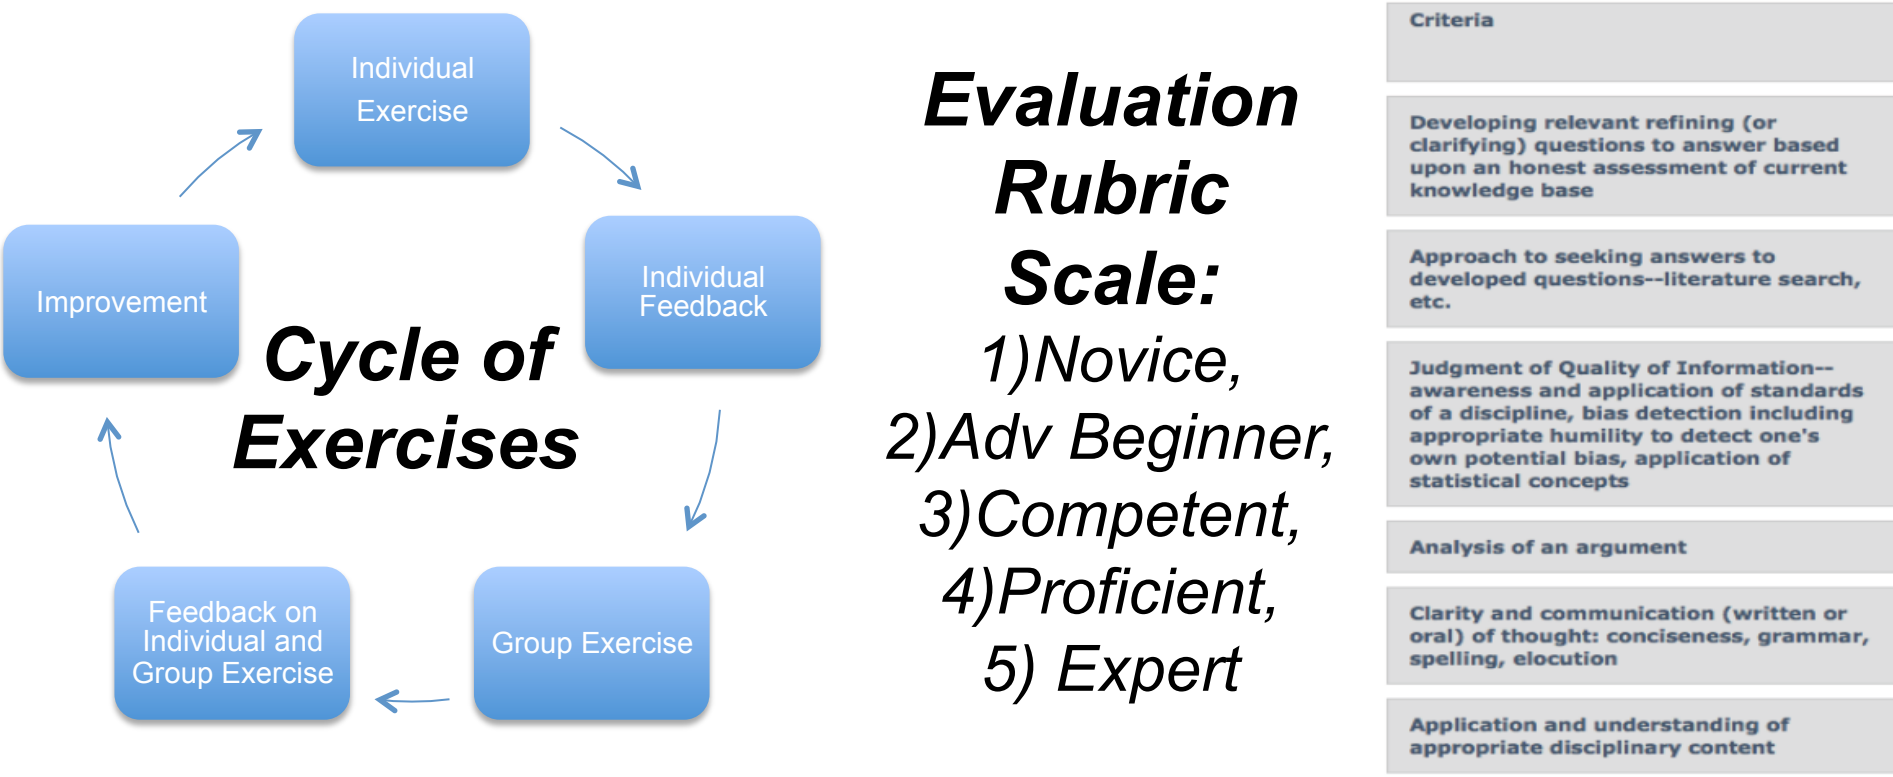 Individual
Exercise
Individual
Feedback
Group Exercise
Feedback on
Individual and
Group Exercise
Improvement
Cycle of
Exercises
Evaluation
Rubric
Scale:
1)Novice,
2)Adv Beginner,
3)Competent,
4)Proficient,
5) Expert
Criteria
Developing relevant refining (or
clarifying) questions to answer based
upon an honest assessment of current
knowledge base
Approach to seeking answers to
developed questions--literature search,
etc.
Judgment of Quality of Information--
awareness and application of standards
of a discipline, bias detection including
appropriate humility to detect one's
own potential bias, application of
statistical concepts
Analysis of an argument
Clarity and communication (written or
oral) of thought: conciseness, grammar,
spelling, elocution
Application and understanding of
appropriate disciplinary content